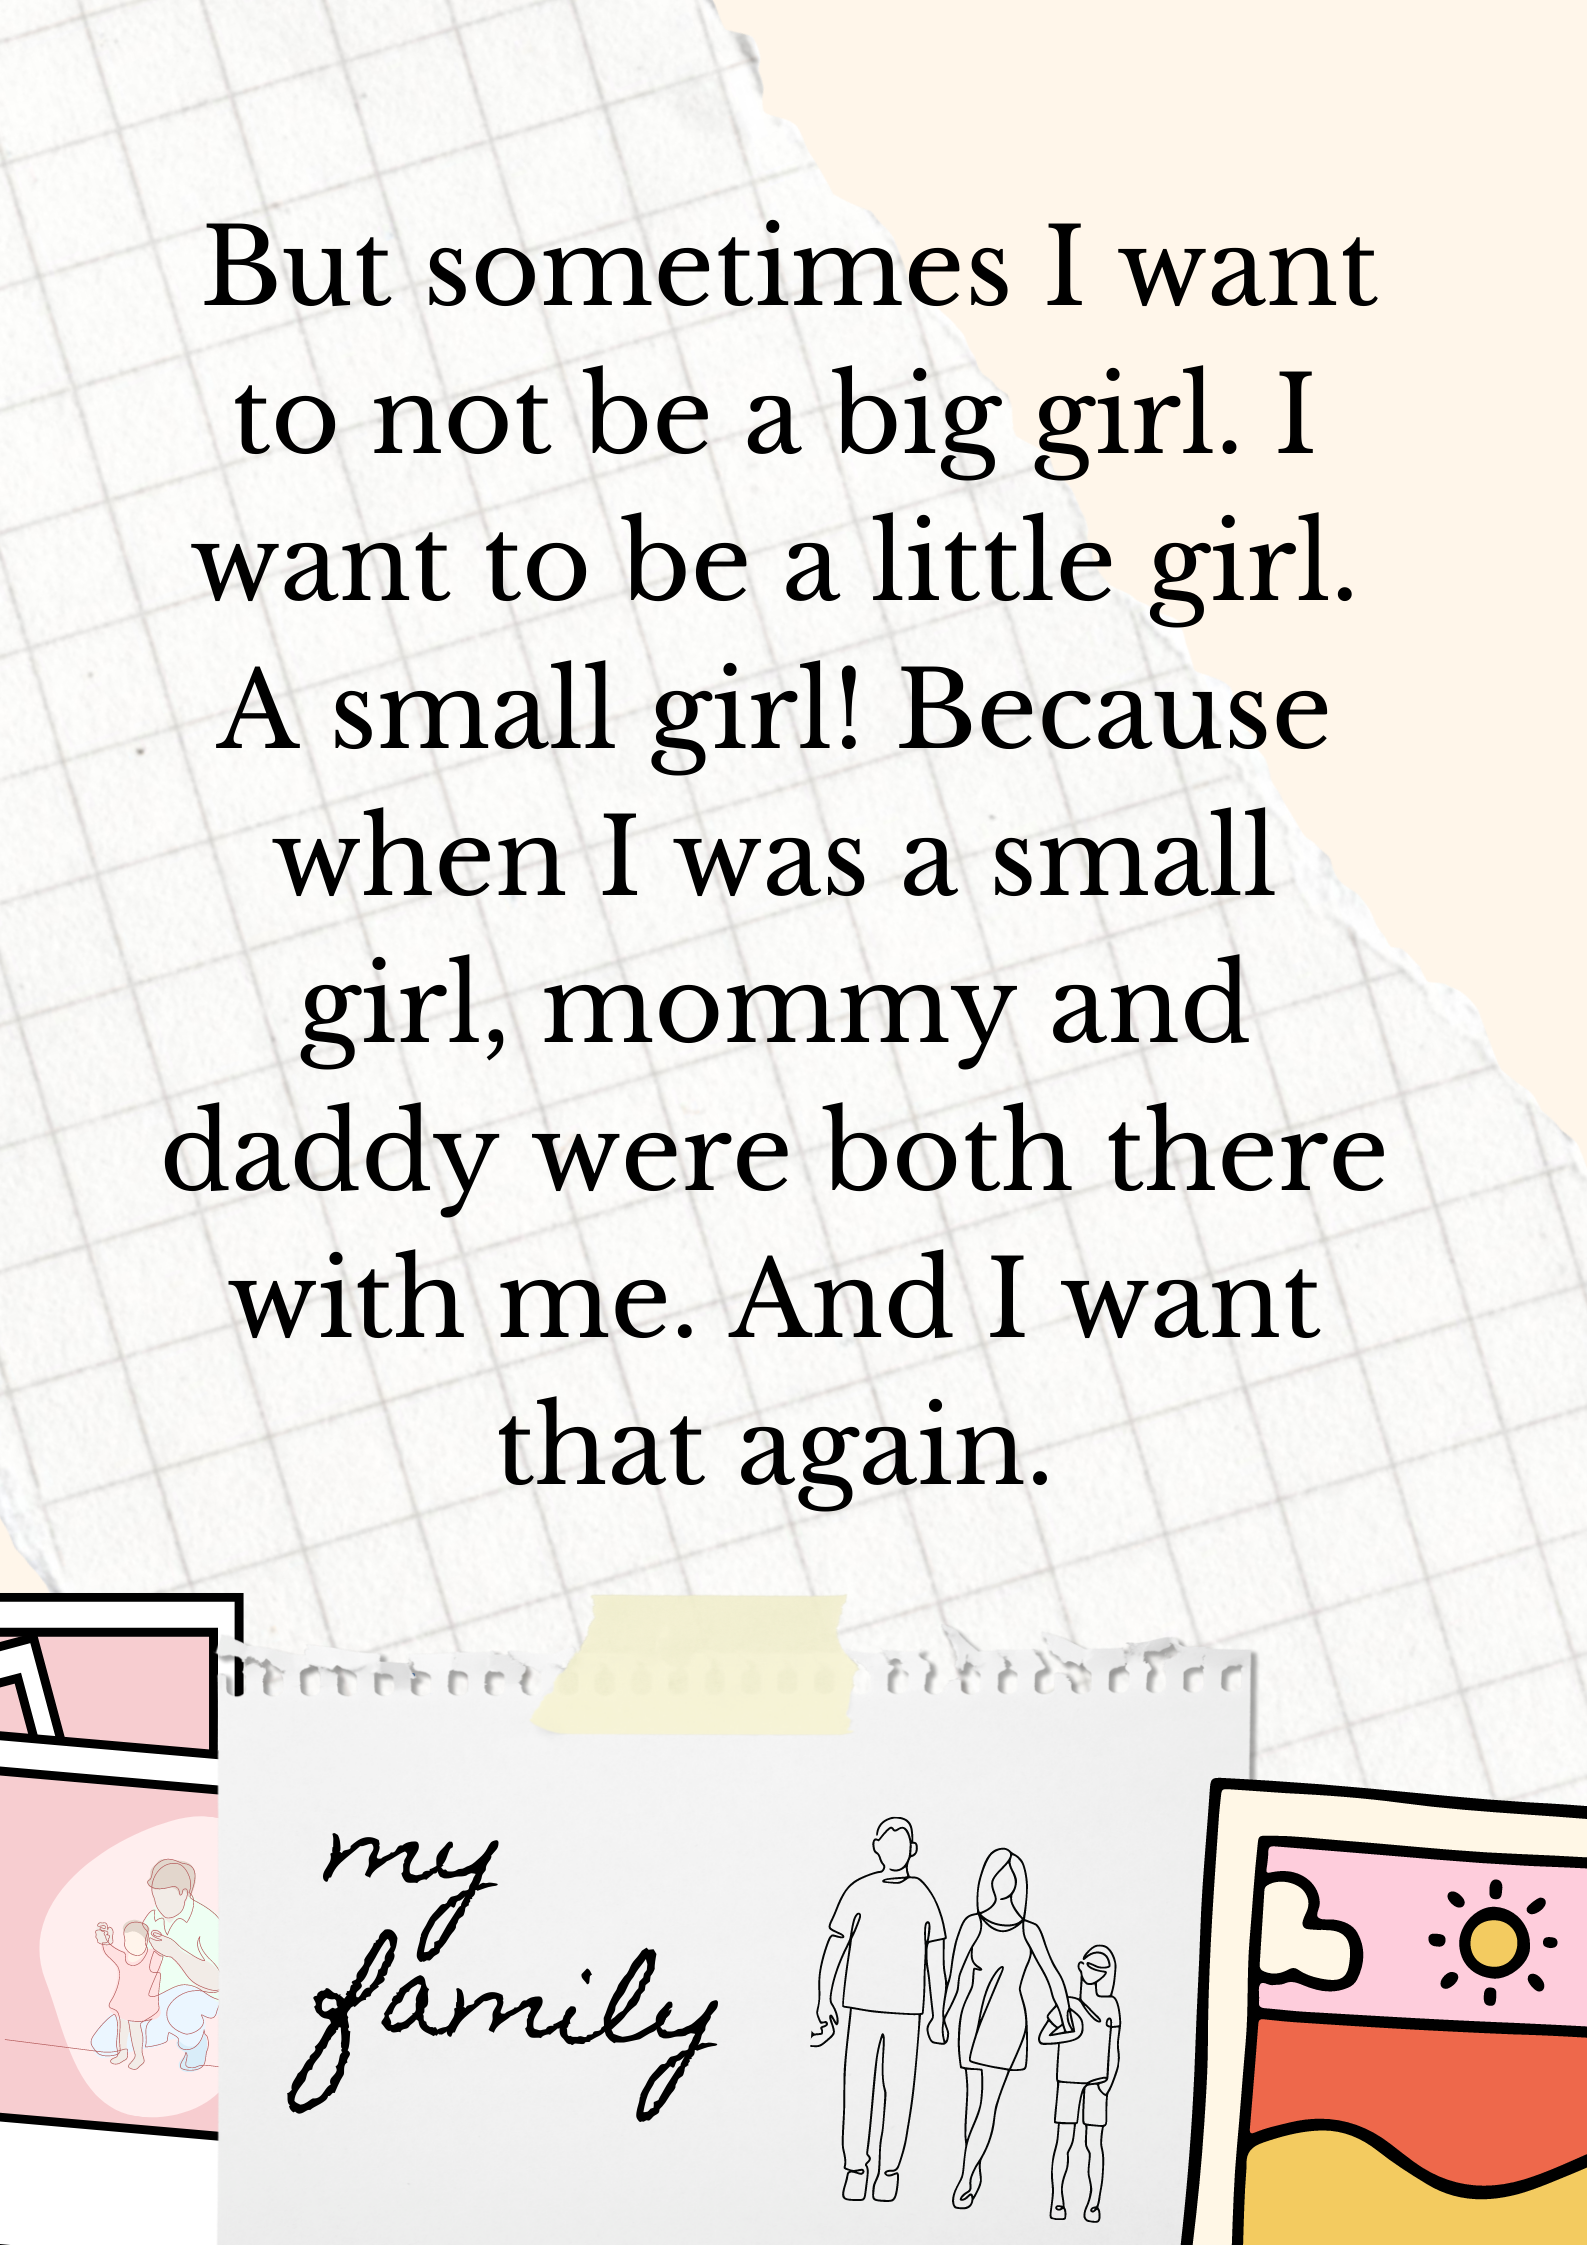 But sometimes I want
to not be a big girl. I
want to be a little girl.
A small girl! Because
when I was a small
girl, mommy and
daddy were both there
with me. And I want
that again.
my
family